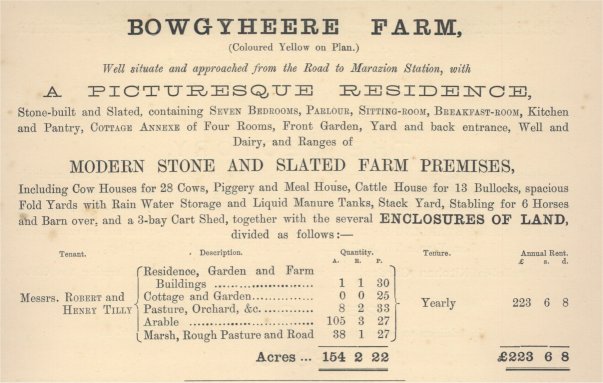 BOWGYHEERE FARM,
(Coloured Yellow on Plan.)
Well situate and approached from the Road to Marazion Station, with
A PICTURESQUE RESIDENCE,
Stone-built and Slated, containing SEVEN BEDROOMS, PARLOUR, SITTING-ROOM, BREAKFAST-ROOM, Kitchen
and Pantry, COTTAGE ANNEXE of Four Rooms, Front Garden, Yard and back entrance, Well and
Dairy, and Ranges of
MODERN STONE AND SLATED FARM PREMISES,
Including Cow Houses for 28 Cows, Piggery and Meal House, Cattle House for 13 Bullocks, spacious
Fold Yards with Rain Water Storage and Liquid Manure Tanks, Stack Yard, Stabling for 6 Horses
and Barn over, and a 3-bay Cart Shed, together with the several ENCLOSURES OF LAND,
divided as follows:—
Tenant. Description. Quantity. Tenure. Annual Rent.
A. R. P. £ s. d.
Residence, Garden and Farm
Buildings ..................... 1 1 30
Messrs. ROBERT and HENRY TILLY
Cottage and Garden............... 0 0 25 Yearly 223 6 8
Pasture, Orchard, &c. ............ 8 2 33
Arable .............................. 105 3 27
Marsh, Rough Pasture and Road 38 1 27
Acres ... 154 2 22 £223 6 8